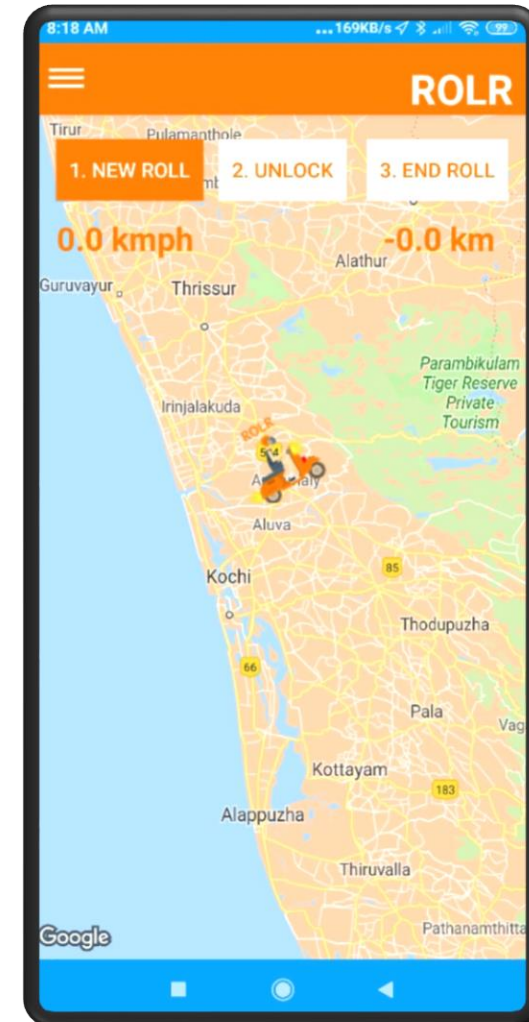 8:18 AM ...169KB/s 99
ROLR
Tirur
Pulamanthole
1. NEW ROLL 2. UNLOCK 3. END ROLL
0.0 kmph -0.0 km
Alathur
Guruvayur Thrissur
Parambikulam
Tiger Reserve
Private
Tourism
Irinjalakuda
ROLR
Aluva
Kochi
85
Thodupuzha
66
Pala
Vag
Kottayam
183
Alappuzha
Thiruvalla
Google
Pathanamthitta